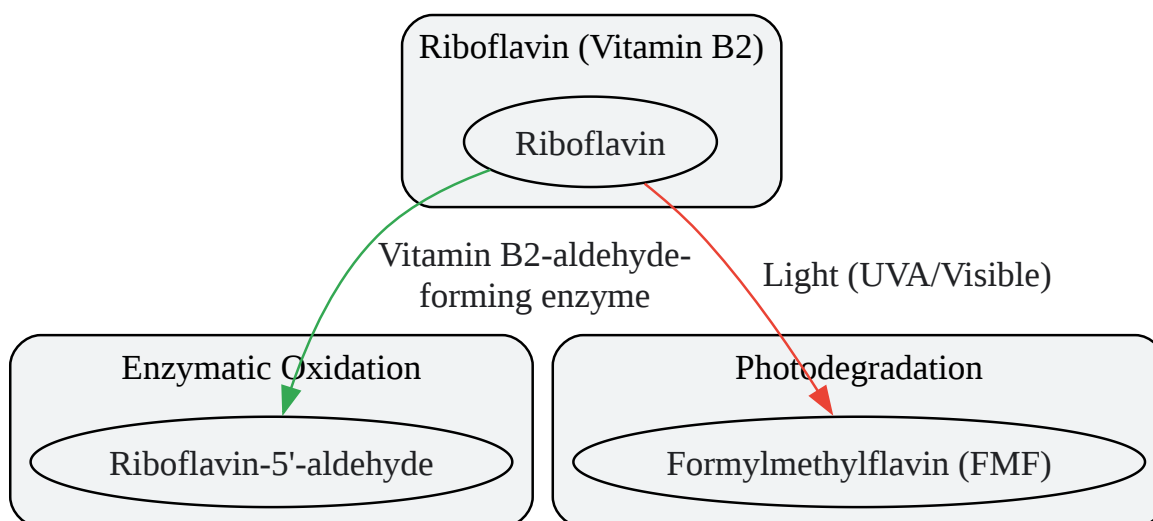 Riboflavin (Vitamin B2)
Riboflavin
Vitamin B2-aldehyde-
forming enzyme
Light (UVA/Visible)
Enzymatic Oxidation
Photodegradation
Riboflavin-5'-aldehyde
Formylmethylflavin (FMF)